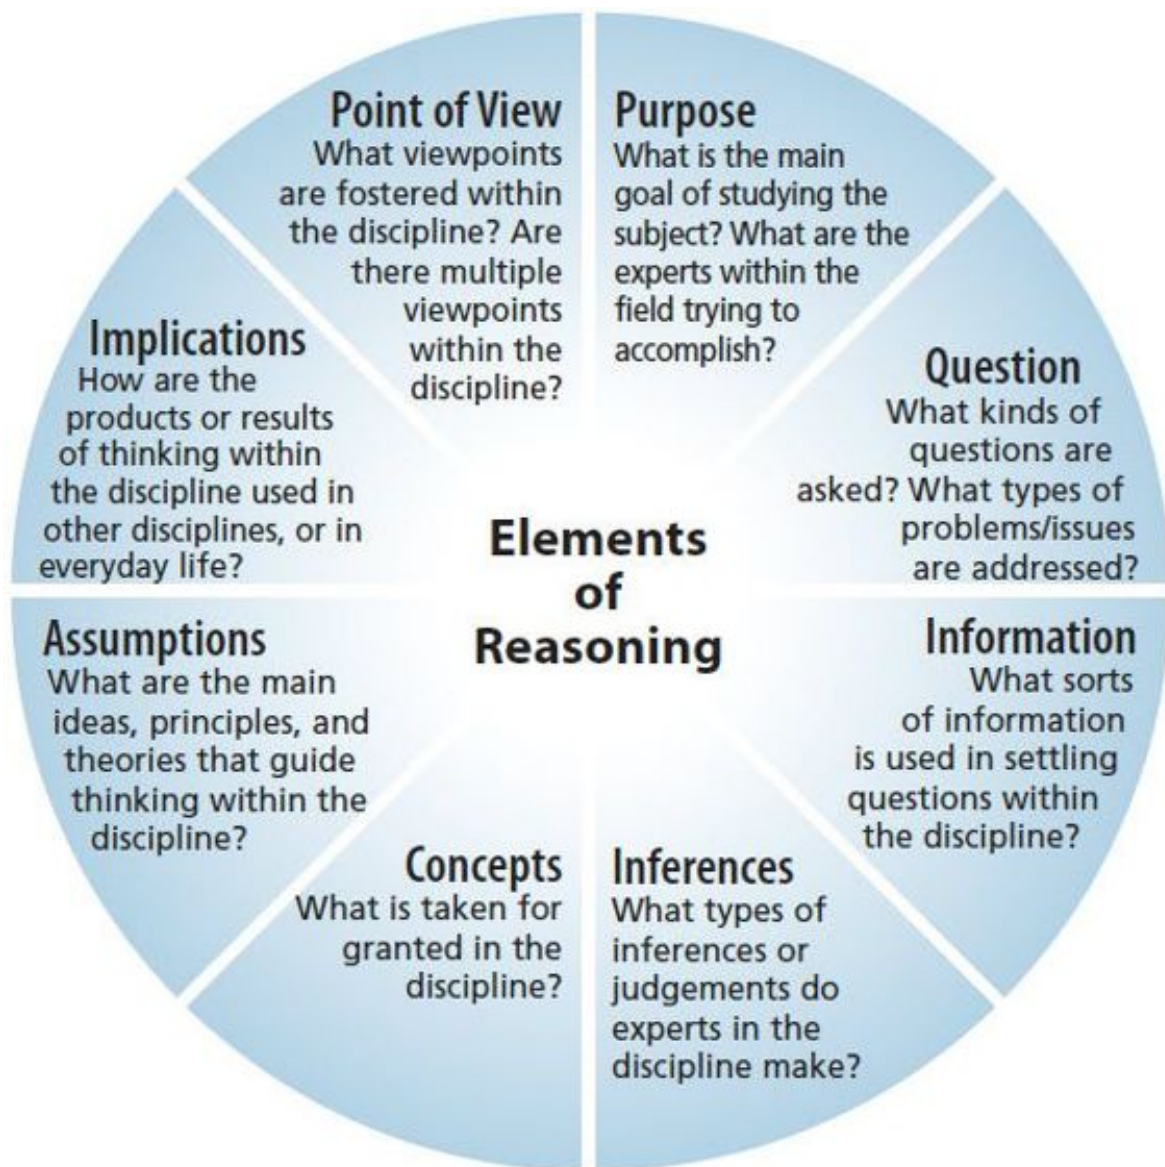 Point of View
What viewpoints
are fostered within
the discipline? Are
there multiple
viewpoints
within the
discipline?
Purpose
What is the main
goal of studying the
subject? What are the
experts within the
field trying to
accomplish?
Question
What kinds of
questions are
asked? What types of
problems/issues
are addressed?
Information
What sorts
of information
is used in settling
questions within
the discipline?
Inferences
What types of
inferences or
judgements do
experts in the
discipline make?
Concepts
What is taken for
granted in the
discipline?
Assumptions
What are the main
ideas, principles, and
theories that guide
thinking within the
discipline?
Implications
How are the
products or results
of thinking within
the discipline used in
other disciplines, or in
everyday life?
Elements
of
Reasoning